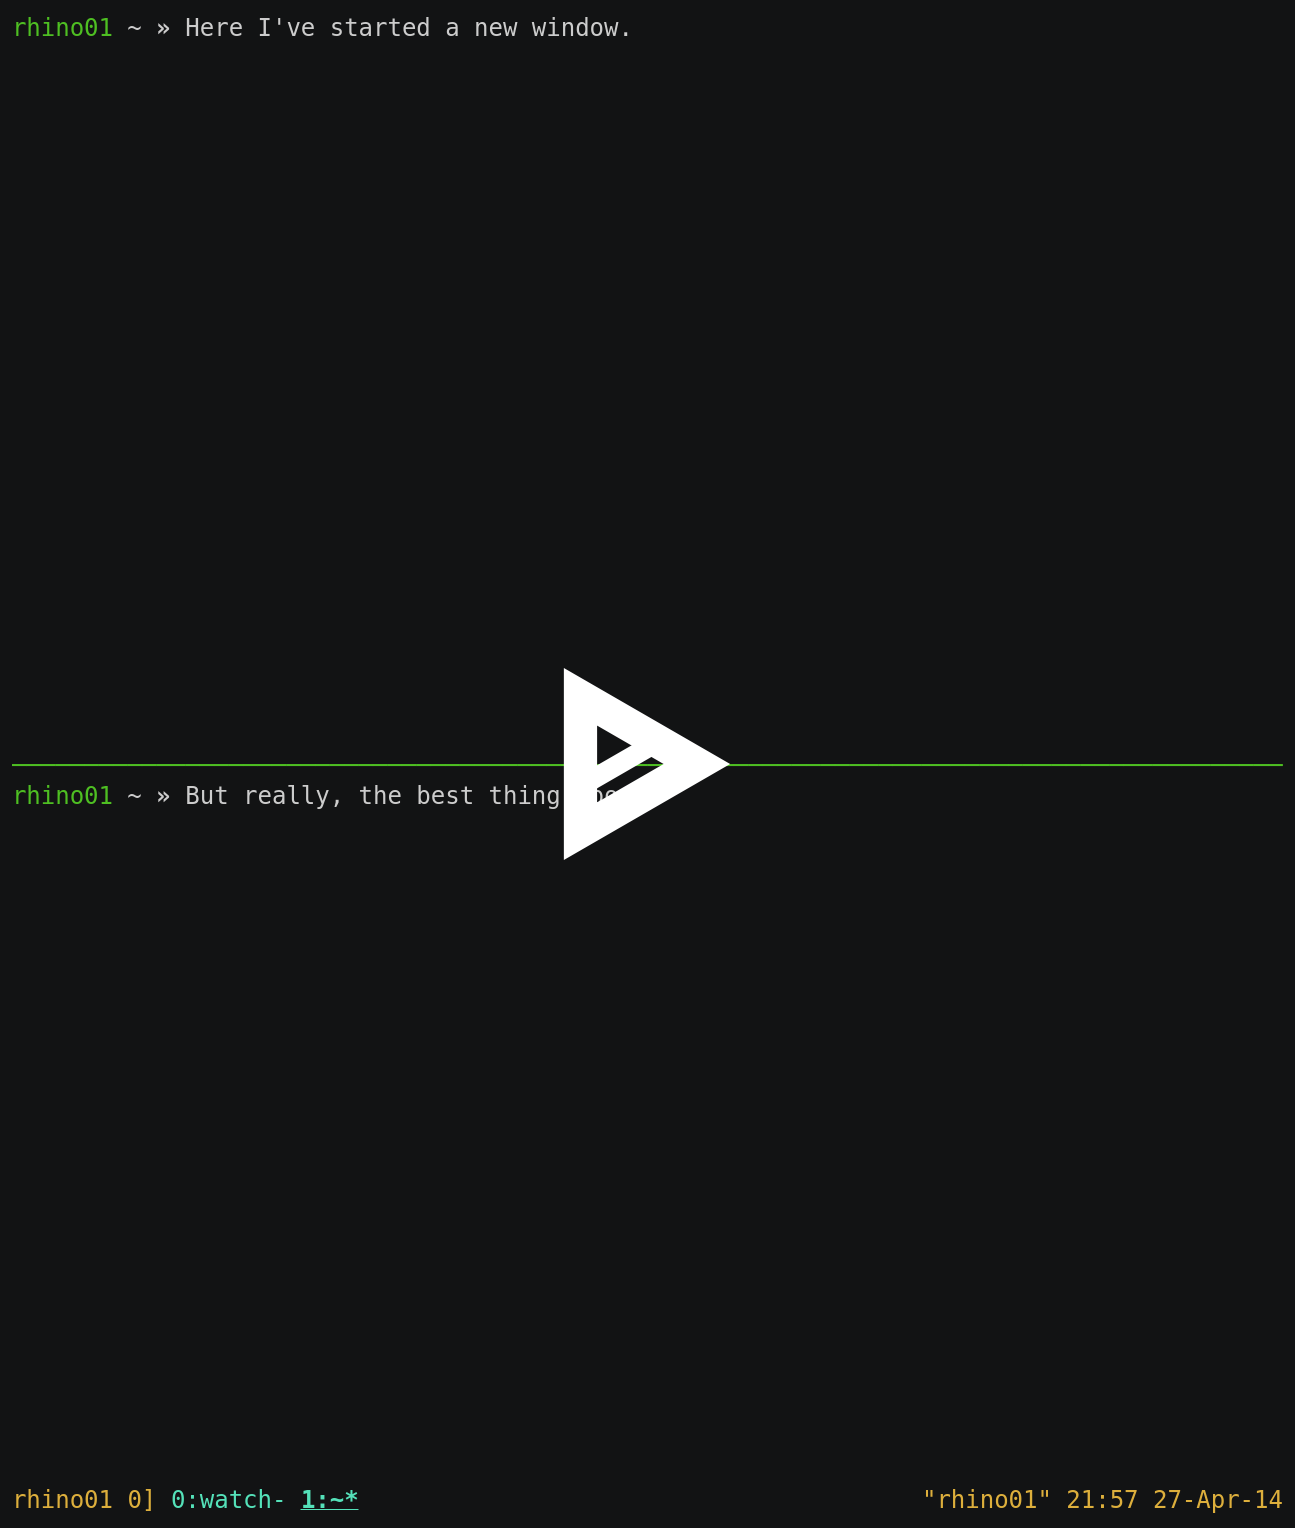 rhino01 ~ » Here I've started a new window.
rhino01 ~ » But really, the best thing
rhino01 0] 0:watch- 1:~* "rhino01" 21:57 27-Apr-14